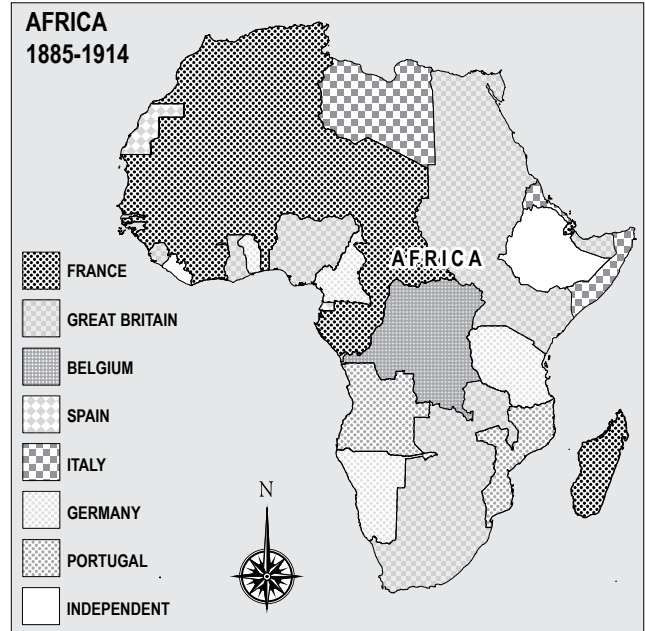 AFRICA
1885-1914
AFRICA
FRANCE
GREAT BRITAIN
BELGIUM
SPAIN
ITALY
GERMANY
PORTUGAL
INDEPENDENT
N